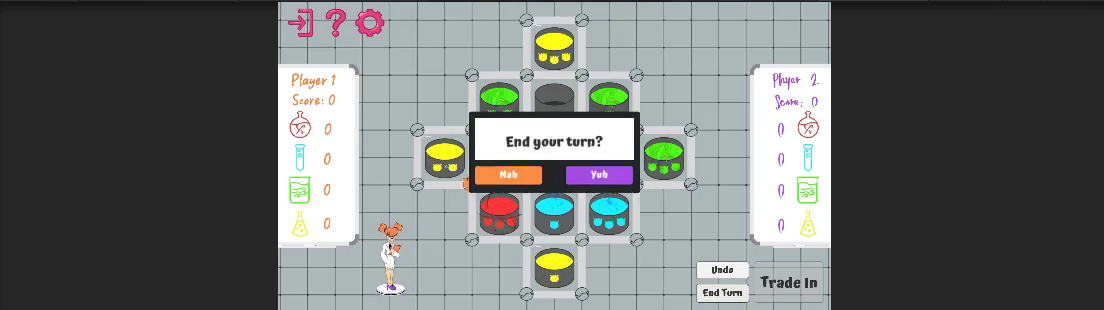 ?
Player 1
Score: 0
0
0
0
0
End your turn?
Nah
Yuh
Player 2
Score: 0
0
0
0
0
Undo
End Turn
Trade In